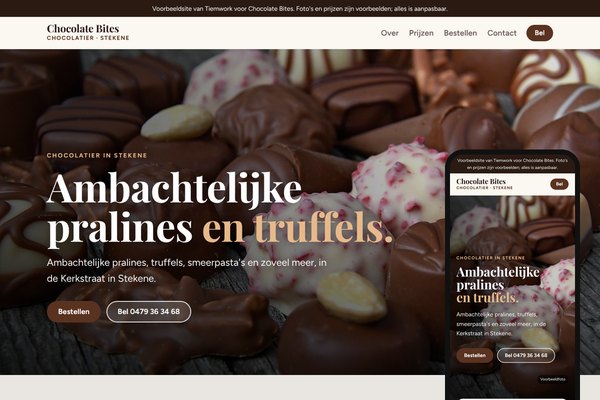 Voorbeeldsite van Tiemwork voor Chocolate Bites. Foto's en prijzen zijn voorbeelden; alles is aanpasbaar.
Chocolate Bites
CHOCOLATIER · STEKENE
Over Prijzen Bestellen Contact Bel
CHOCOLATIER IN STEKENE
Ambachtelijke
pralines en truffels.
Ambachtelijke pralines, truffels, smeerpasta's en zoveel meer, in
de Kerkstraat in Stekene.
Bestellen Bel 0479 36 34 68
Voorbeeldsite van Tiemwork voor Chocolate Bites. Foto's
en prijzen zijn voorbeelden; alles is aanpasbaar.
Chocolate Bites
CHOCOLATIER · STEKENE
Bel
CHOCOLATIER IN STEKENE
Ambachtelijke
pralines
en truffels.
Ambachtelijke pralines, truffels,
smeerpasta's en zoveel meer, in de
Kerkstraat in Stekene.
Bestellen Bel 0479 36 34 68
Voorbeeldfoto